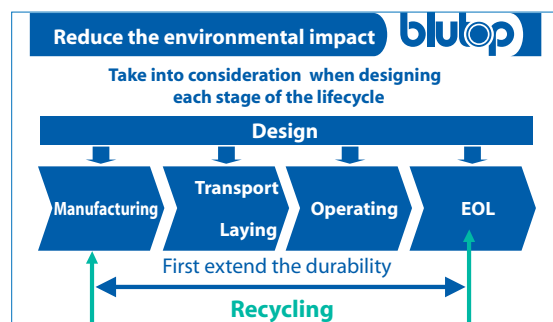 Reduce the environmental impact
blutop
Take into consideration when designing
each stage of the lifecycle
Design
Manufacturing
Transport
Laying
Operating
EOL
First extend the durability
Recycling